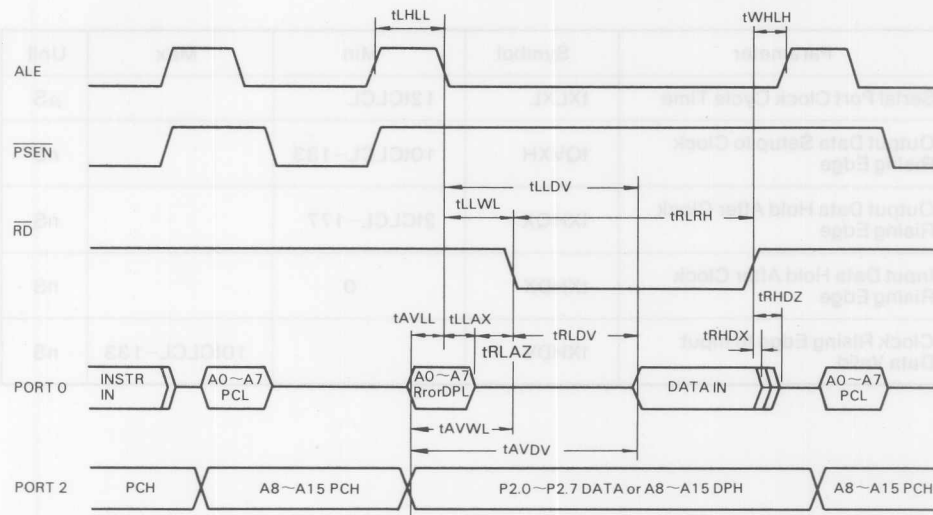 tLHLL tWHLH
ALE
PSEN
tLLDV
tLLWL tRLRH
RD
tRHDZ
tAVLL tLLAX tRLDV tRHDX
tRLAZ
PORT 0 INSTR IN A0~A7 PCL A0~A7 RrorDPL DATA IN A0~A7 PCL
tAVWL
tAVDV
PORT 2 PCH A8~A15 PCH P2.0~P2.7 DATA or A8~A15 DPH A8~A15 PCH